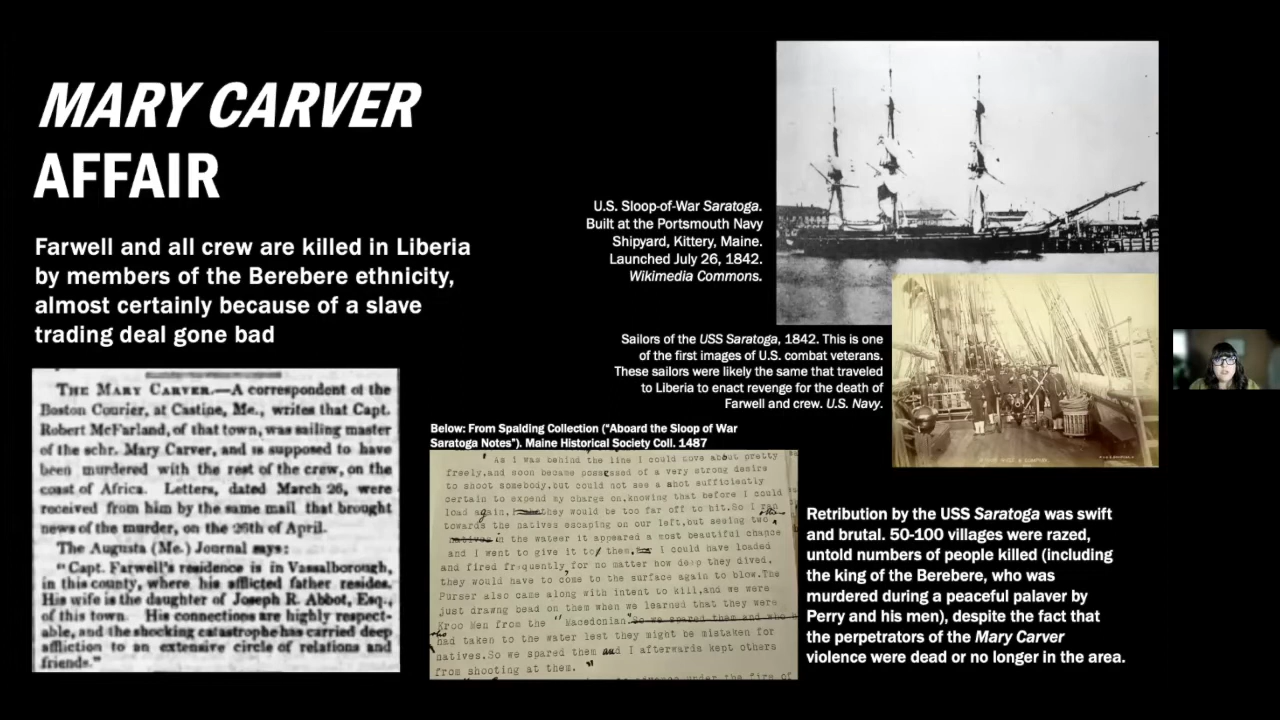 MARY CARVER
AFFAIR
Farwell and all crew are killed in Liberia
by members of the Berebere ethnicity,
almost certainly because of a slave
trading deal gone bad
THE MARY CARVER.—A correspondent of the
Boston Courier, at Castine, Me., writes that Capt.
Robert McFarland, of that town, was sailing master
of the schr. Mary Carver, and is supposed to have
been murdered with the rest of the crew, on the
coast of Africa. Letters, dated March 26, were
received from him by the same mail that brought
news of the murder, on the 26th of April.
The Augusta (Me.) Journal says:
"Capt. Farwell's residence is in Vassalborough,
in this county, where his afflicted father resides.
His wife is the daughter of Joseph R. Abbot, Esq.,
of this town. His connections are highly respect-
able, and the shocking catastrophe has carried deep
affliction to an extensive circle of relations and
friends."
U.S. Sloop-of-War Saratoga.
Built at the Portsmouth Navy
Shipyard, Kittery, Maine.
Launched July 26, 1842.
Wikimedia Commons.
Sailors of the USS Saratoga, 1842. This is one
of the first images of U.S. combat veterans.
These sailors were likely the same that traveled
to Liberia to enact revenge for the death of
Farwell and crew. U.S. Navy.
Below: From Spalding Collection ("Aboard the Sloop of War
Saratoga Notes"). Maine Historical Society Coll. 1487
" As I was behind the line I could move about pretty
freely,and soon became possessed of a very strong desire
to shoot somebody,but could not see a shot sufficiently
certain to expend my charge on,knowing that before I could
load again, they would be too far off to hit.So I ran
towards the natives escaping on our left,but seeing two
natives in the wateer it appeared a most beautiful chance
and I went to give it to them, I could have loaded
and fired frequently,for no matter how deep they dived,
they would have to come to the surface again to blow.The
Purser also came along with intent to kill,and we were
just drawng bead on them when we learned that they were
Kroo Men from the "Macedonian.So we spared them and who
who had taken to the water lest they might be mistaken for
natives.So we spared them and I afterwards kept others
from shooting at them. "
under the fire of
Retribution by the USS Saratoga was swift
and brutal. 50-100 villages were razed,
untold numbers of people killed (including
the king of the Berebere, who was
murdered during a peaceful palaver by
Perry and his men), despite the fact that
the perpetrators of the Mary Carver
violence were dead or no longer in the area.